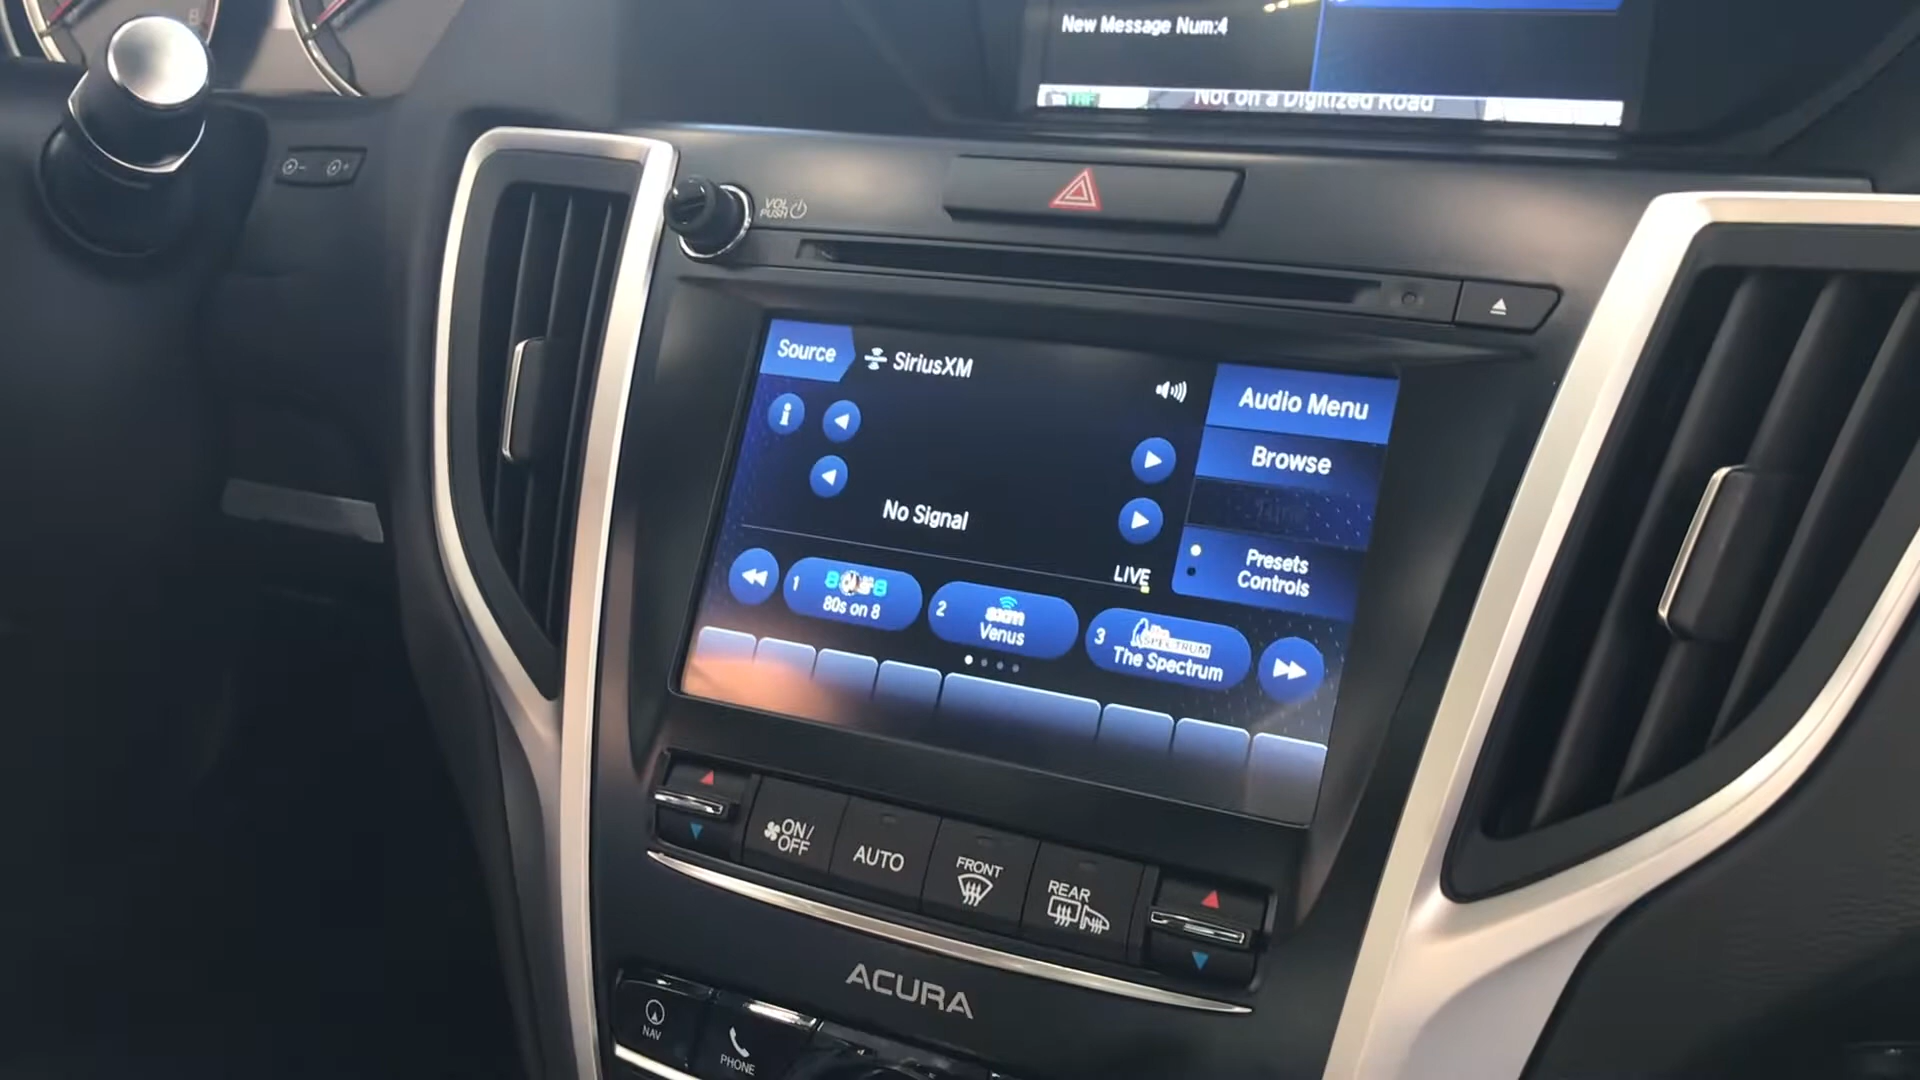 New Message Num:4
Not on a Digitized Road
VOL
PUSH
Source
SiriusXM
Audio Menu
Browse
No Signal
Presets
Controls
LIVE
1
80s on 8
2
Venus
3
The SPECTRUM
The Spectrum
ON/
OFF
AUTO
FRONT
REAR
ACURA
NAV
PHONE